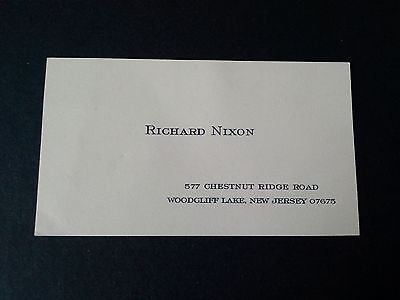 RICHARD NIXON
577 CHESTNUT RIDGE ROAD
WOODCLIFF LAKE, NEW JERSEY 07675